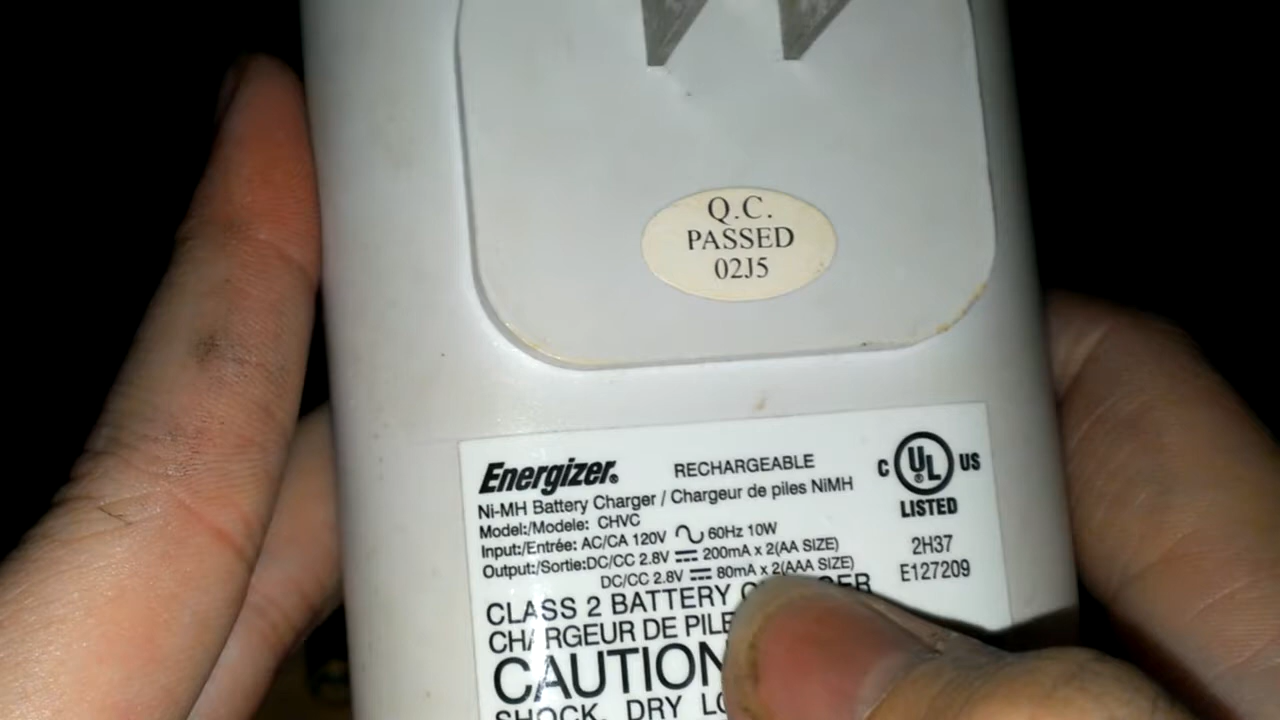 Q.C.
PASSED
02J5
Energizer® RECHARGEABLE
Ni-MH Battery Charger / Chargeur de piles NiMH
Model:/Modele: CHVC
Input:/Entrée: AC/CA 120V ∿ 60Hz 10W
Output:/Sortie:DC/CC 2.8V ⎓ 200mA x 2(AA SIZE)
DC/CC 2.8V ⎓ 80mA x 2(AAA SIZE)
C UL® US
LISTED
2H37
E127209
CLASS 2 BATTERY
CHARGEUR DE PILE
CAUTION
SHOCK, DRY